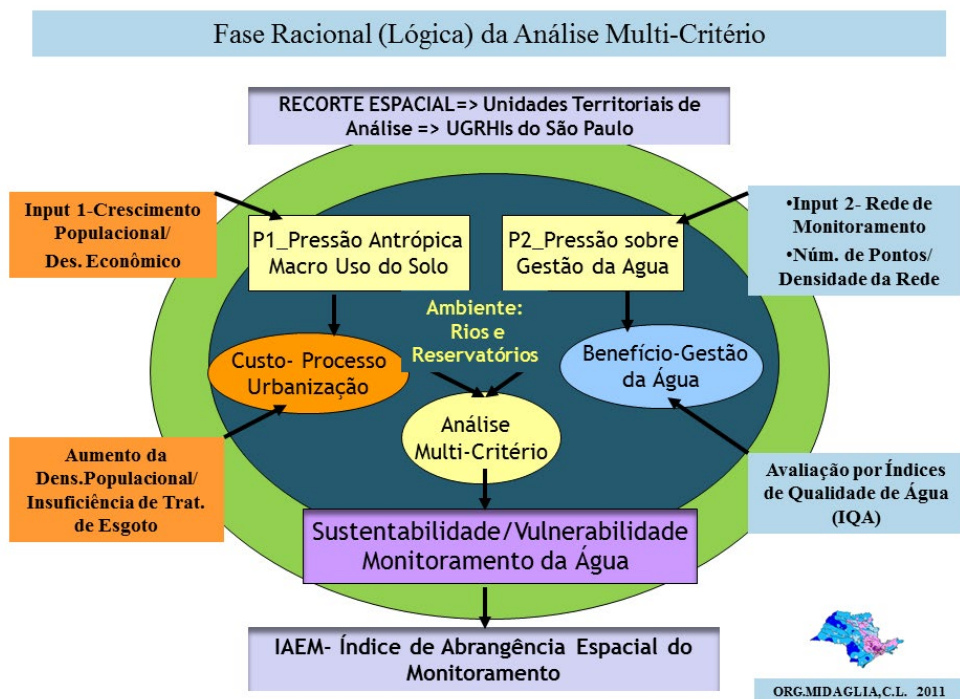 Fase Racional (Lógica) da Análise Multi-Critério
RECORTE ESPACIAL=> Unidades Territoriais de
Análise => UGRHIs do São Paulo
Input 1-Crescimento
Populacional/
Des. Econômico
P1_Pressão Antrópica
Macro Uso do Solo
P2_Pressão sobre
Gestão da Agua
•Input 2- Rede de
Monitoramento
•Núm. de Pontos/
Densidade da Rede
Ambiente:
Rios e
Reservatórios
Custo- Processo
Urbanização
Benefício-Gestão
da Água
Análise
Multi-Critério
Aumento da
Dens.Populacional/
Insuficiência de Trat.
de Esgoto
Avaliação por Índices
de Qualidade de Água
(IQA)
Sustentabilidade/Vulnerabilidade
Monitoramento da Água
IAEM- Índice de Abrangência Espacial do
Monitoramento
ORG.MIDAGLIA,C.L. 2011